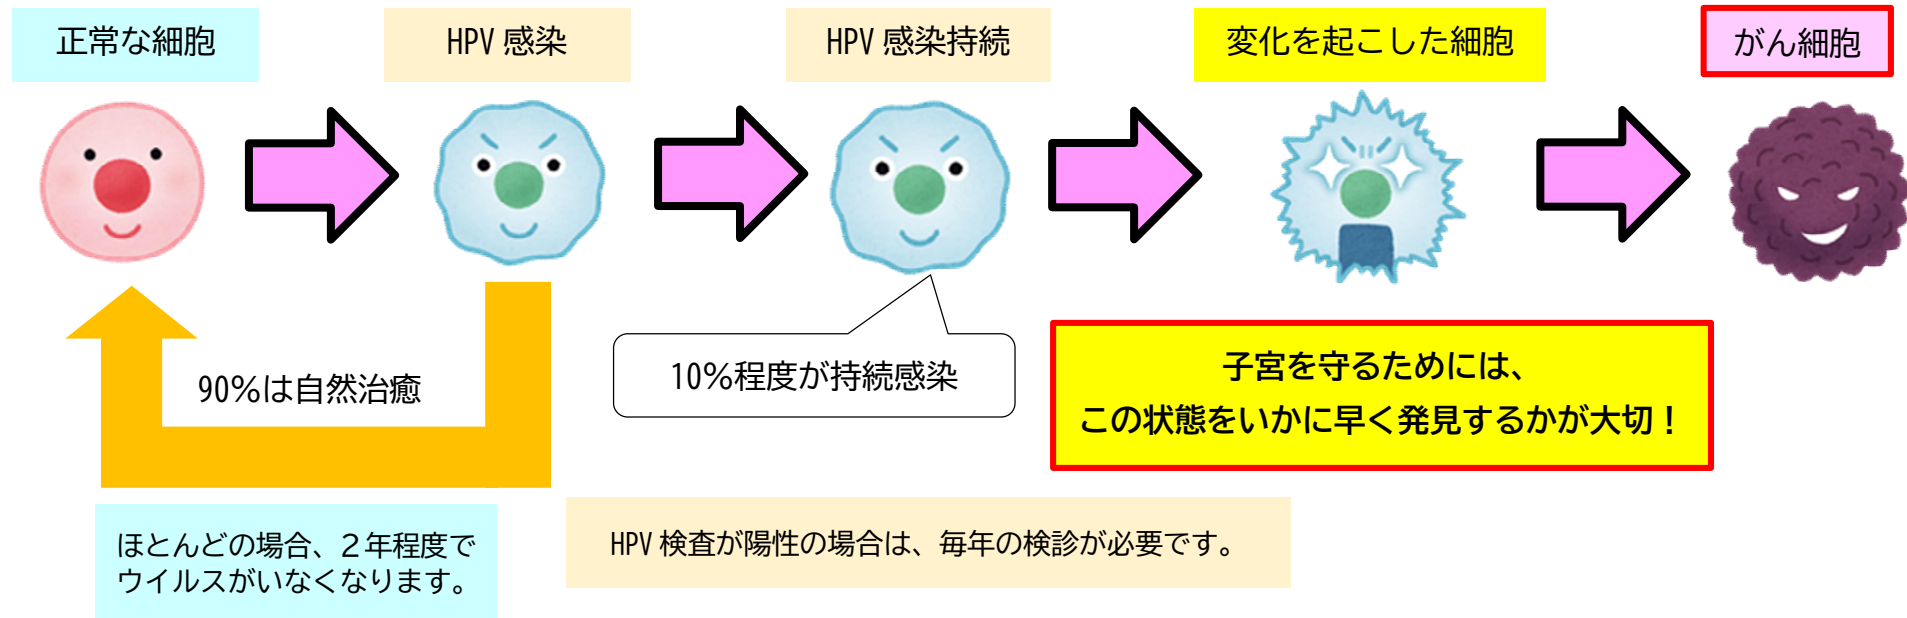 正常な細胞
HPV 感染
HPV 感染持続
変化を起こした細胞
がん細胞
90%は自然治癒
10%程度が持続感染
子宮を守るためには、
この状態をいかに早く発見するかが大切！
ほとんどの場合、２年程度で
ウイルスがいなくなります。
HPV 検査が陽性の場合は、毎年の検診が必要です。